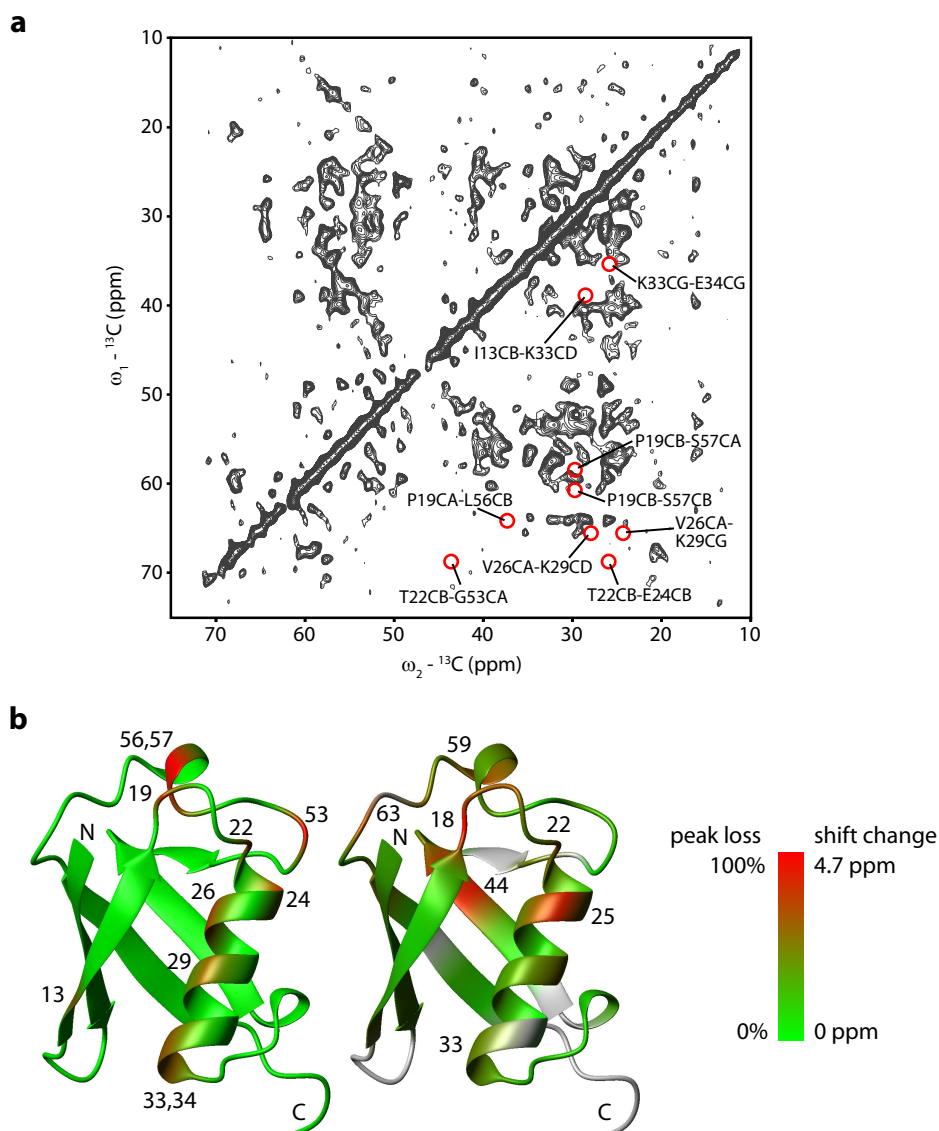 a
10
20
30
40
50
60
70
ω1 - 13C (ppm)
K33CG-E34CG
I13CB-K33CD
P19CB-S57CA
P19CA-L56CB
P19CB-S57CB
V26CA-
K29CG
V26CA-K29CD
T22CB-G53CA
T22CB-E24CB
70 60 50 40 30 20 10
ω2 - 13C (ppm)
b
56,57
19
22
53
N
26
24
29
13
33,34
C
59
63
N
18
22
44
25
33
C
peak loss shift change
100% 4.7 ppm
0% 0 ppm